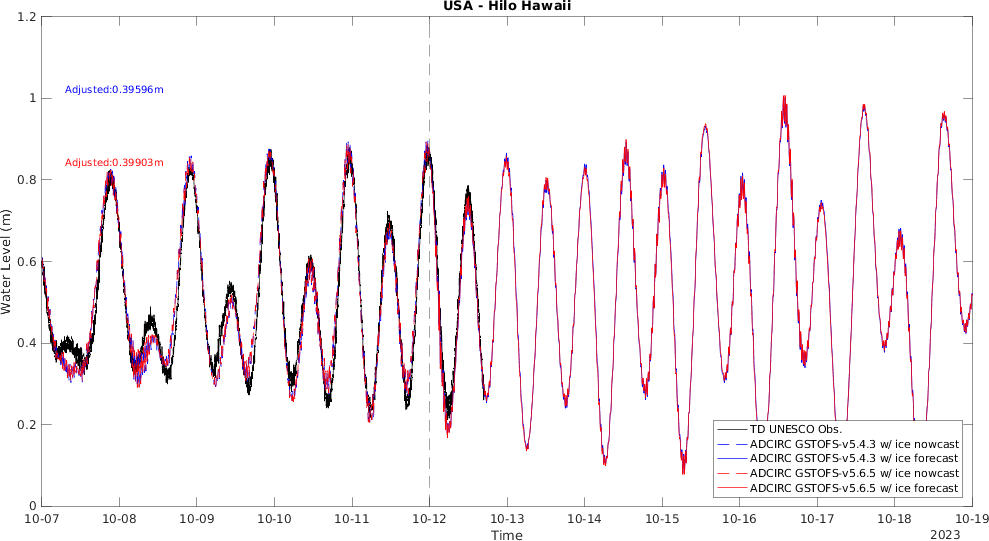 USA - Hilo Hawaii
1.2
1
0.8
0.6
0.4
0.2
0
Water Level (m)
Adjusted:0.39596m
Adjusted:0.39903m
TD UNESCO Obs.
ADCIRC GSTOFS-v5.4.3 w/ ice nowcast
ADCIRC GSTOFS-v5.4.3 w/ ice forecast
ADCIRC GSTOFS-v5.6.5 w/ ice nowcast
ADCIRC GSTOFS-v5.6.5 w/ ice forecast
10-07 10-08 10-09 10-10 10-11 10-12 10-13 10-14 10-15 10-16 10-17 10-18 10-19
Time
2023